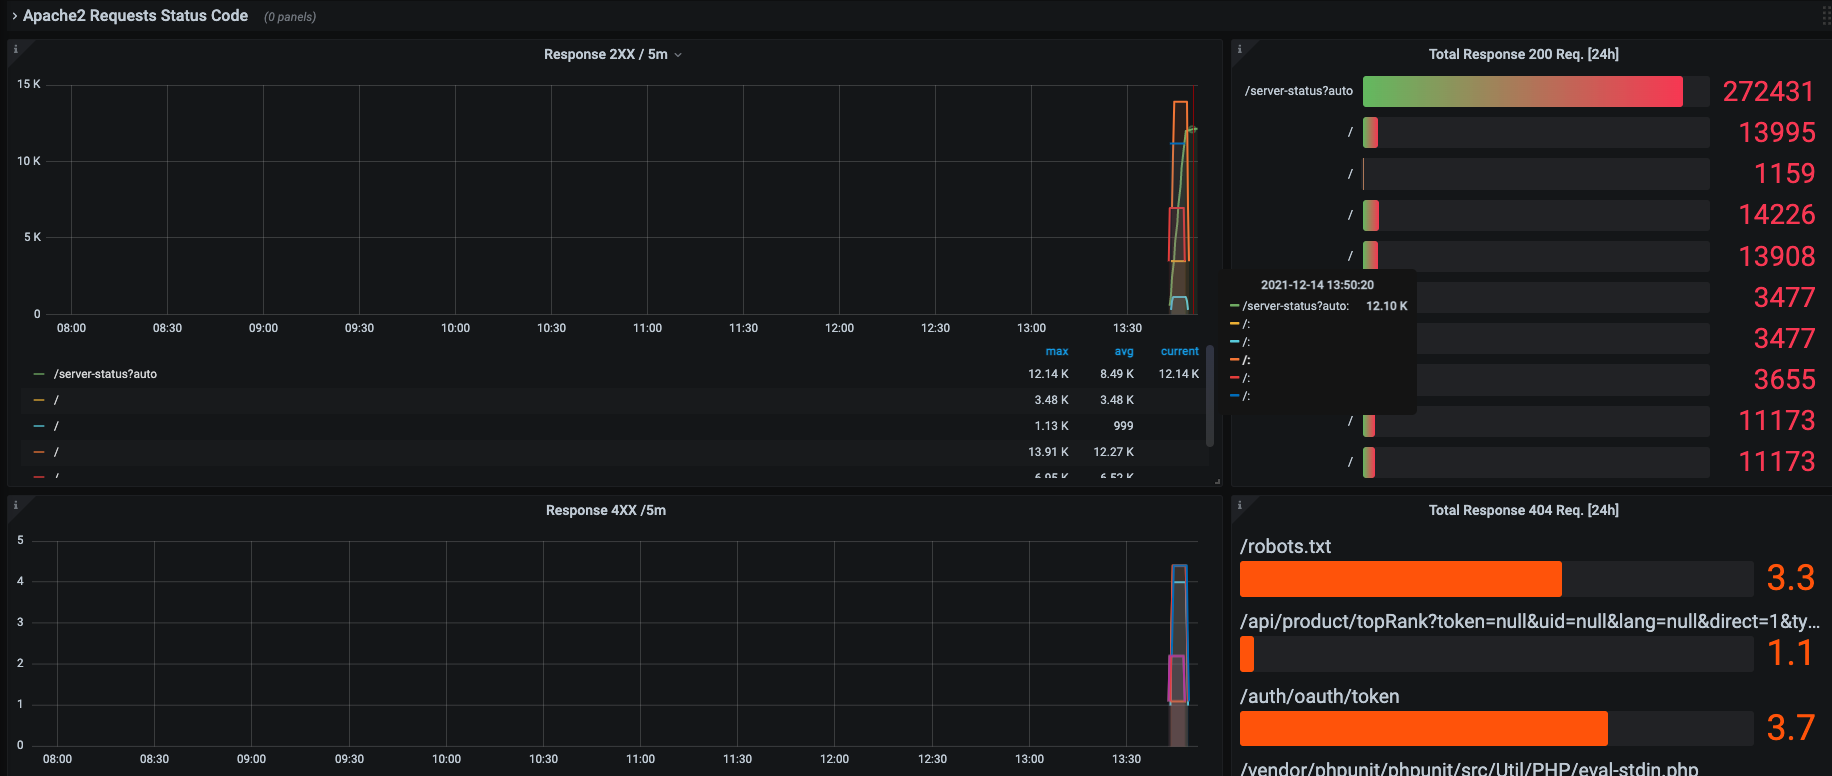 Apache2 Requests Status Code (0 panels)
Response 2XX / 5m
15 K
10 K
5 K
0
08:00 08:30 09:00 09:30 10:00 10:30 11:00 11:30 12:00 12:30 13:00 13:30
max avg current
/server-status?auto 12.14 K 8.49 K 12.14 K
/ 3.48 K 3.48 K
/ 1.13 K 999
/ 13.91 K 12.27 K
/ 6.95 K 6.52 K
Total Response 200 Req. [24h]
/server-status?auto 272431
/ 13995
/ 1159
/ 14226
/ 13908
3477
3477
3655
/ 11173
/ 11173
2021-12-14 13:50:20
/server-status?auto: 12.10 K
/:
/:
/:
/:
/:
Response 4XX /5m
5
4
3
2
1
0
08:00 08:30 09:00 09:30 10:00 10:30 11:00 11:30 12:00 12:30 13:00 13:30
Total Response 404 Req. [24h]
/robots.txt
3.3
/api/product/topRank?token=null&uid=null&lang=null&direct=1&ty...
1.1
/auth/oauth/token
3.7
/vendor/phpunit/phpunit/src/Util/PHP/eval-stdin.php